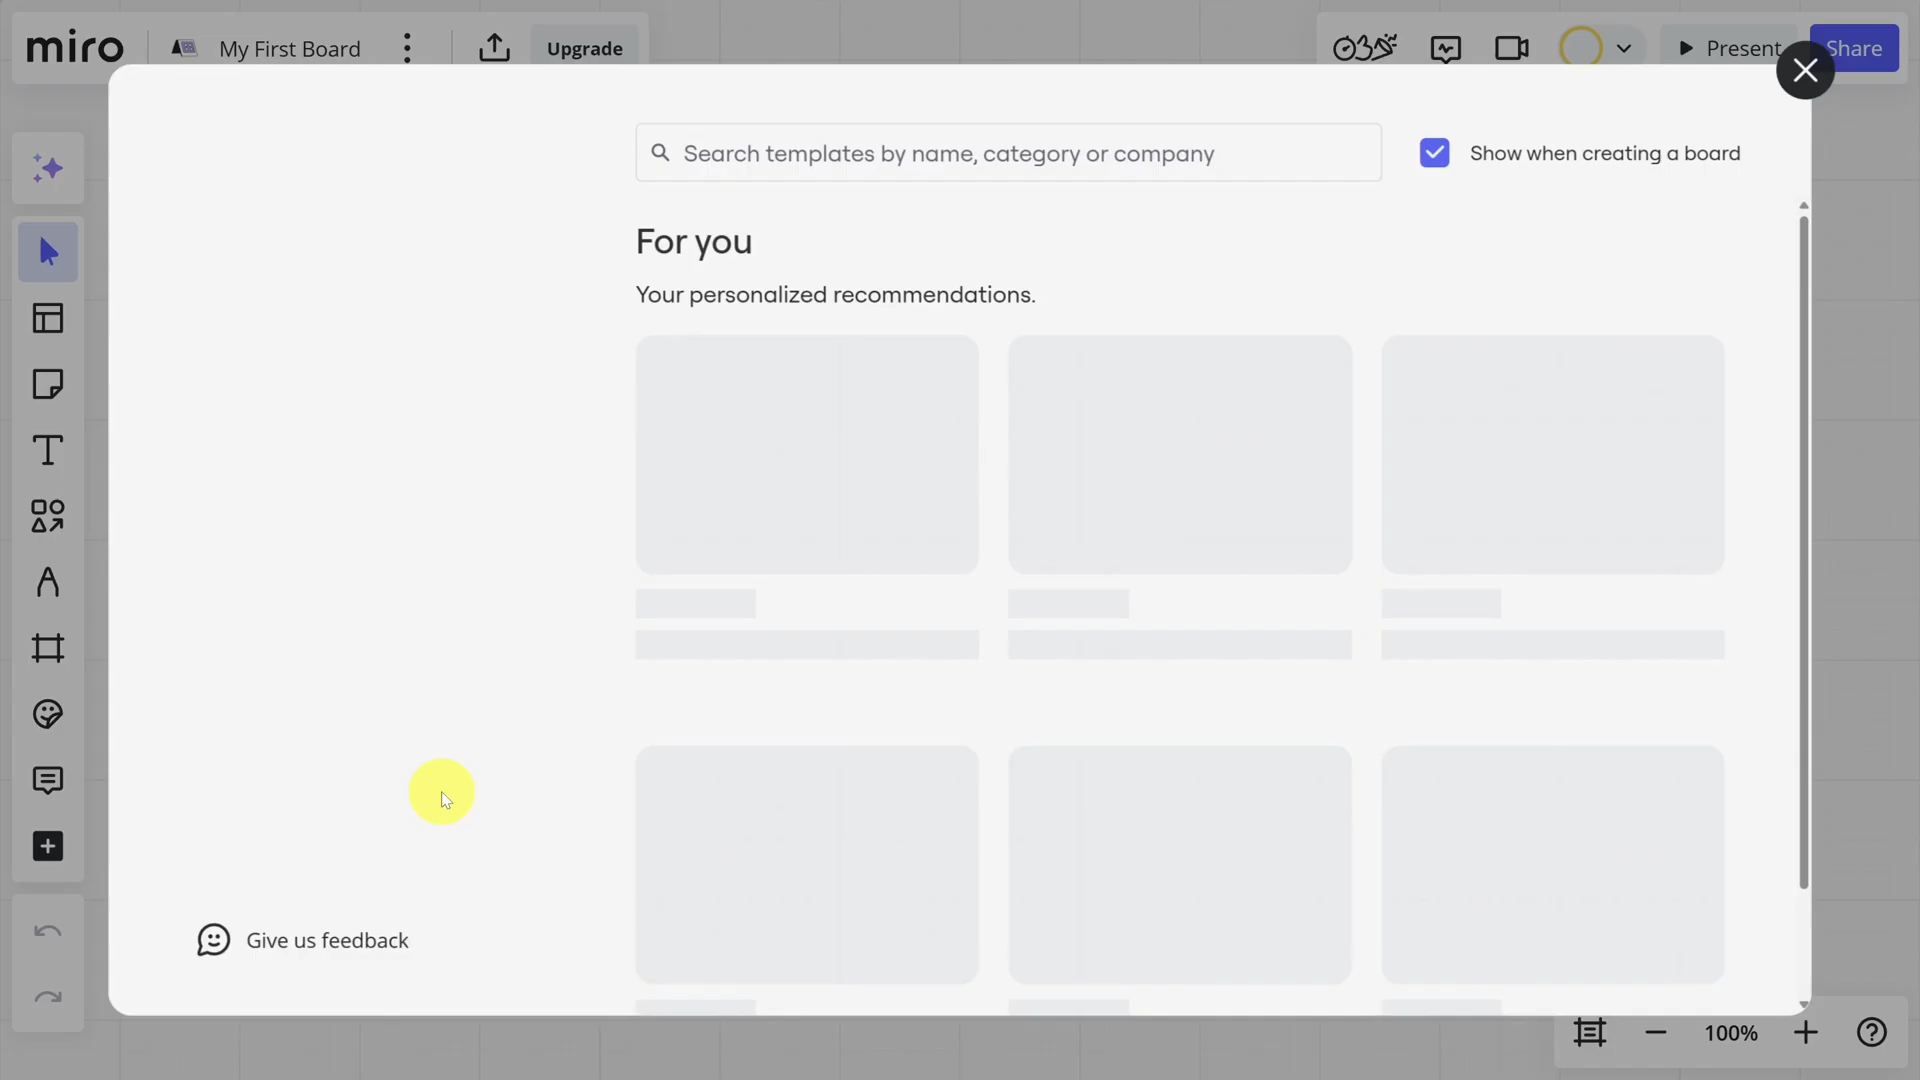 miro
My First Board
Upgrade
Present
Share
Search templates by name, category or company
Show when creating a board
For you
Your personalized recommendations.
Give us feedback
100%